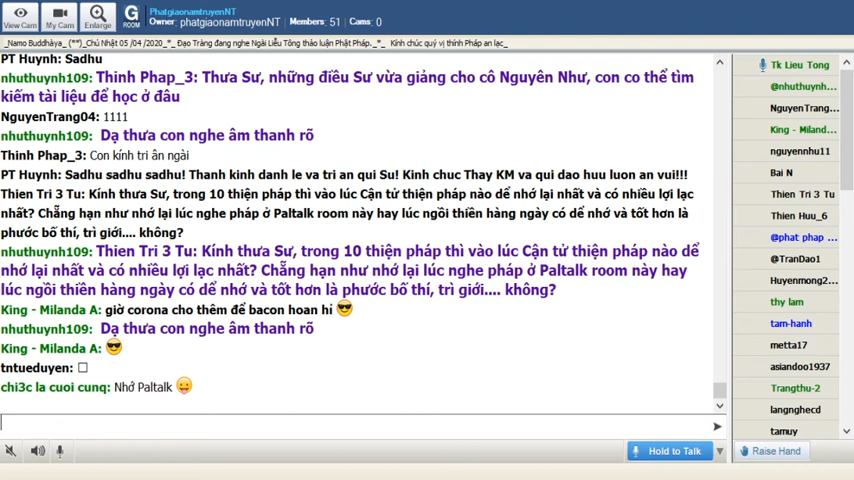 PhatgiaonamtruyenNT
View Cam
My Cam
Enlarge
G
ROOM
Owner: phatgiaonamtruyenNT | Members: 51 | Cams: 0
_Namo Buddhàya_ (**)_Chủ Nhật 05 /04 /2020_*_ Đạo Tràng đang nghe Ngài Liễu Tông thảo luận Phật Pháp._*_ Kính chúc quý vị thính Pháp an lạc_
PT Huynh: Sadhu
nhuthuynh109: Thinh Phap_3: Thưa Sư, những điều Sư vừa giảng cho cô Nguyên Như, con co thể tìm
kiếm tài liệu để học ở đâu
NguyenTrang04: 1111
nhuthuynh109: Dạ thưa con nghe âm thanh rõ
Thinh Phap_3: Con kính tri ân ngài
PT Huynh: Sadhu sadhu sadhu! Thanh kinh danh le va tri an qui Su! Kinh chuc Thay KM va qui dao huu luon an vui!!!
Thien Tri 3 Tu: Kính thưa Sư, trong 10 thiện pháp thì vào lúc Cận tử thiện pháp nào dể nhớ lại nhất và có nhiều lợi lạc
nhất? Chẵng hạn như nhớ lại lúc nghe pháp ở Paltalk room này hay lúc ngồi thiền hàng ngày có dể nhớ và tốt hơn là
phước bố thí, trì giới.... không?
nhuthuynh109: Thien Tri 3 Tu: Kính thưa Sư, trong 10 thiện pháp thì vào lúc Cận tử thiện pháp nào dể
nhớ lại nhất và có nhiều lợi lạc nhất? Chẵng hạn như nhớ lại lúc nghe pháp ở Paltalk room này hay
lúc ngồi thiền hàng ngày có dể nhớ và tốt hơn là phước bố thí, trì giới.... không?
King - Milanda A: giờ corona cho thêm để bacon hoan hi
nhuthuynh109: Dạ thưa con nghe âm thanh rõ
King - Milanda A:
tntueduyen:
chi3c la cuoi cunq: Nhớ Paltalk
Hold to Talk
Tk Lieu Tong
@nhuthuynh...
NguyenTrang...
King - Miland...
nguyennhu11
Bai N
Thien Tri 3 Tu
Thien Huu_6
@phat phap ...
@TranDao1
Huyenmong2...
thy lam
tam-hanh
metta17
asiandoo1937
Trangthu-2
langnghecd
tamuy
Raise Hand